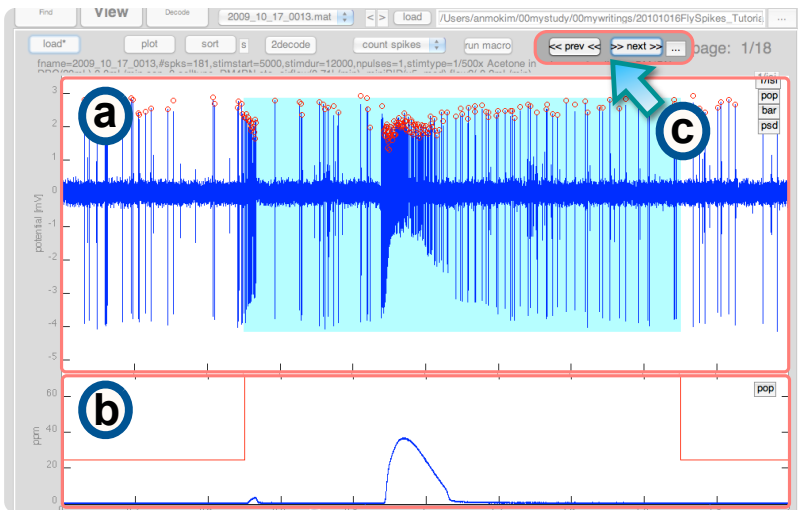 Find View Decode 2009_10_17_0013.mat < > load /Users/anmokim/00mystudy/00mywritings/20101016FlySpikes_Tutoria ...
load* plot sort s 2decode count spikes run macro << prev << >> next >> ... page: 1/18
fname=2009_10_17_0013,#spks=181,stimstart=5000,stimdur=12000,npulses=1,stimtype=1/500x Acetone in
a
c
pop
bar
psd
3
2
1
0
-1
-2
-3
-4
-5
potential [mV]
b
pop
60
40
20
0
ppm